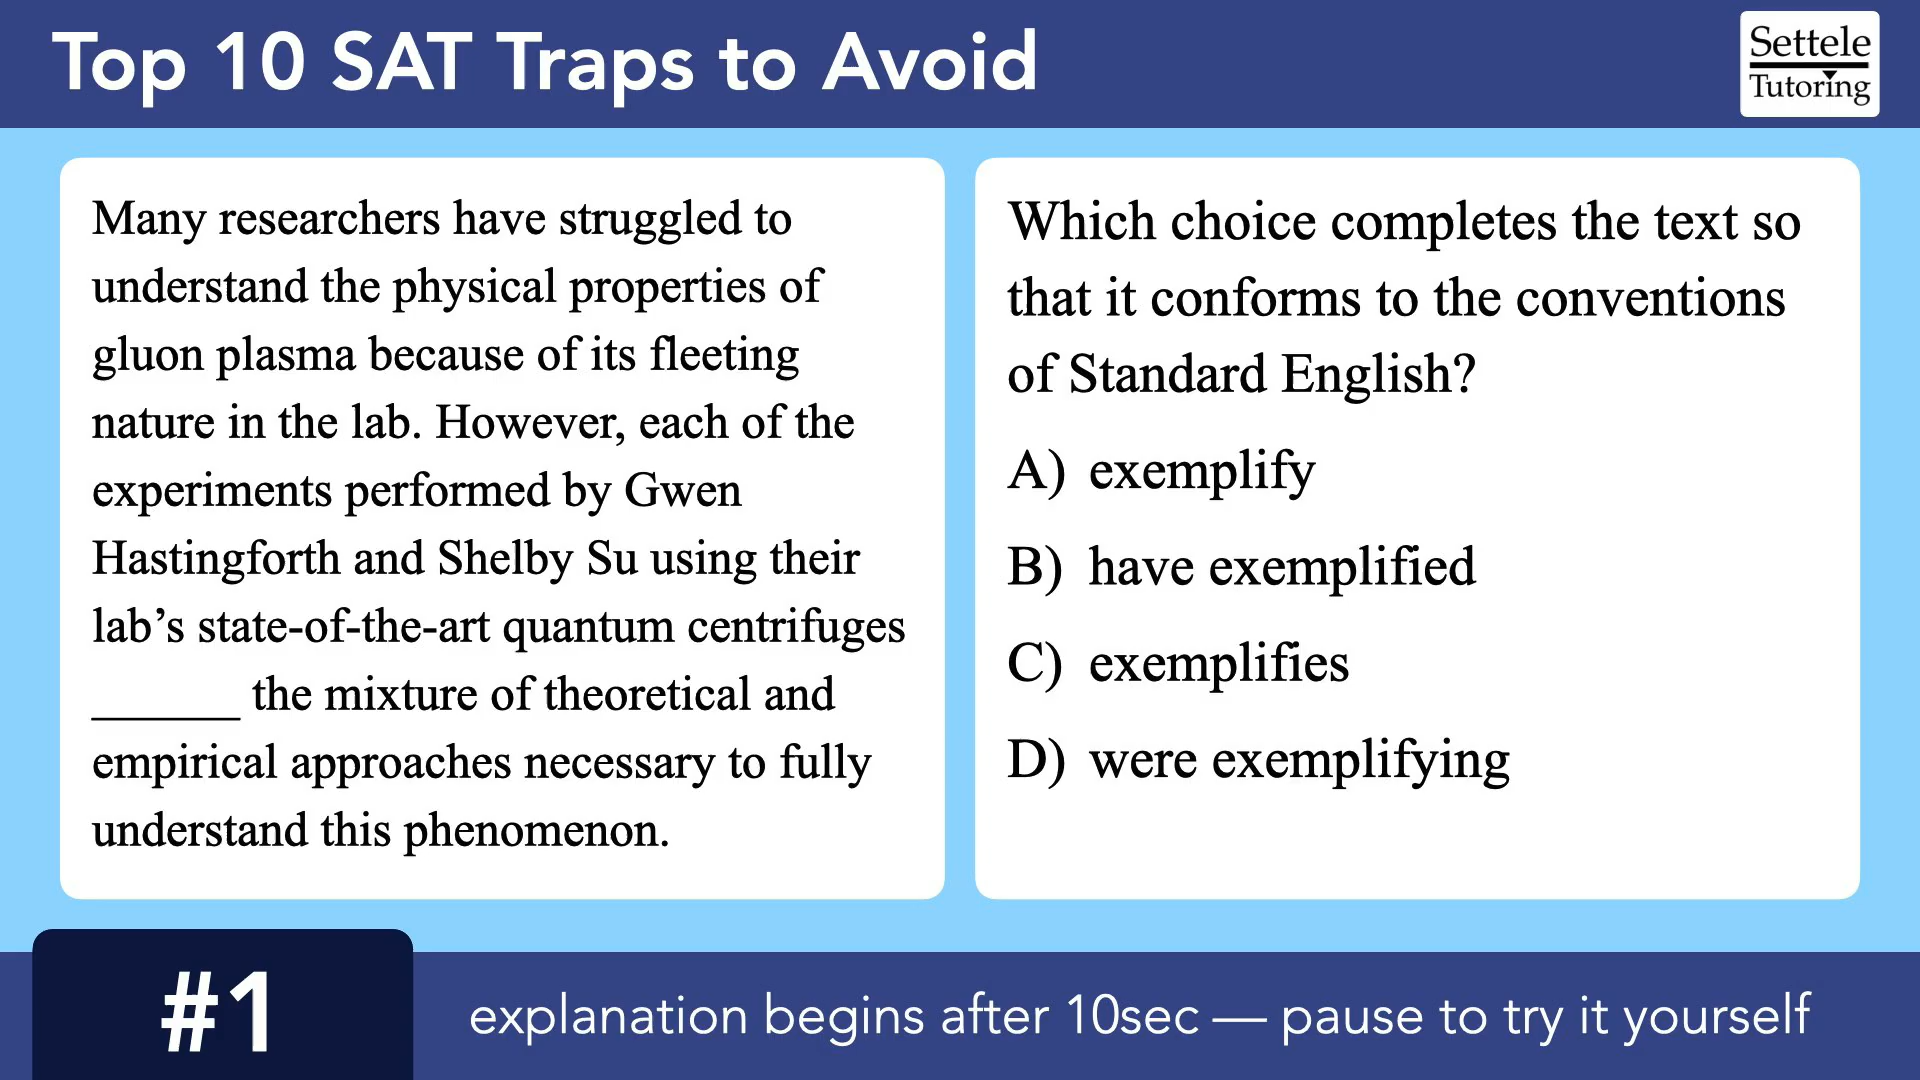 Top 10 SAT Traps to Avoid
Settele
Tutoring
Many researchers have struggled to
understand the physical properties of
gluon plasma because of its fleeting
nature in the lab. However, each of the
experiments performed by Gwen
Hastingforth and Shelby Su using their
lab’s state-of-the-art quantum centrifuges
______ the mixture of theoretical and
empirical approaches necessary to fully
understand this phenomenon.
Which choice completes the text so
that it conforms to the conventions
of Standard English?
A) exemplify
B) have exemplified
C) exemplifies
D) were exemplifying
#1
explanation begins after 10sec — pause to try it yourself